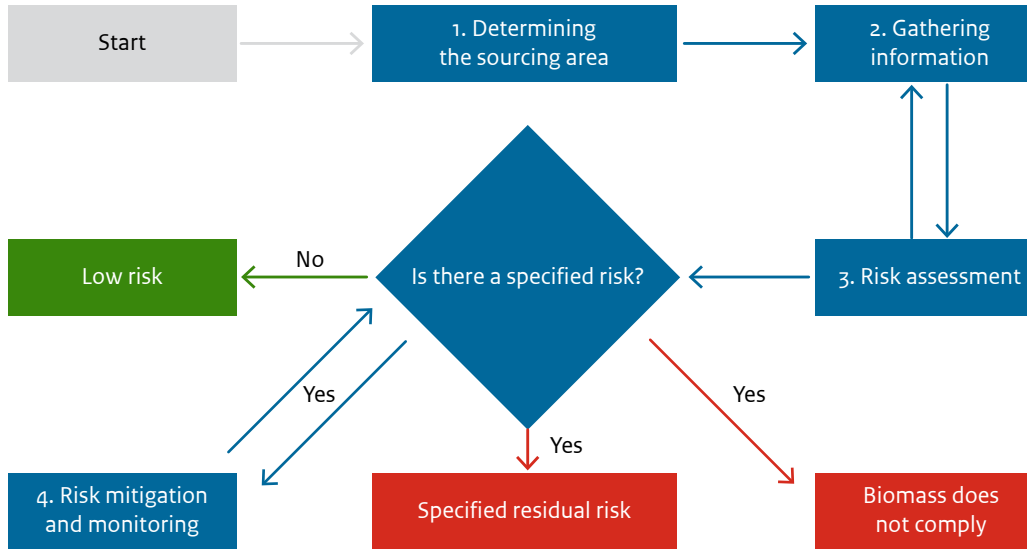 Start
1. Determining
the sourcing area
2. Gathering
information
No
Low risk
Is there a specified risk?
3. Risk assessment
Yes
Yes
Yes
4. Risk mitigation
and monitoring
Specified residual risk
Biomass does
not comply